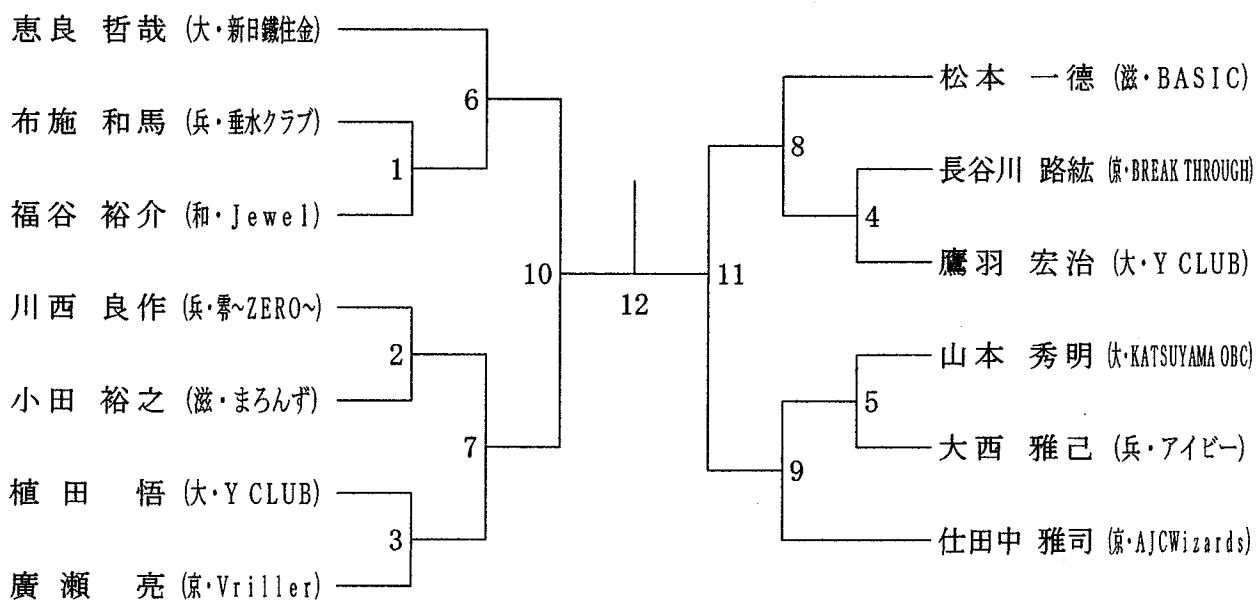 恵良 哲哉 (大・新日鐵住金)
布施 和馬 (兵・垂水クラブ)
福谷 裕介 (和・Jewel)
川西 良作 (兵・零~ZERO~)
小田 裕之 (滋・まろんず)
植田 悟 (大・Y CLUB)
廣瀬 亮 (京・Vriller)
6
1
2
7
3
10
12
11
8
4
5
9
松本 一徳 (滋・BASIC)
長谷川 路紘 (京・BREAK THROUGH)
鷹羽 宏治 (大・Y CLUB)
山本 秀明 (大・KATSUYAMA OBC)
大西 雅己 (兵・アイビー)
仕田中 雅司 (京・AJCWizards)